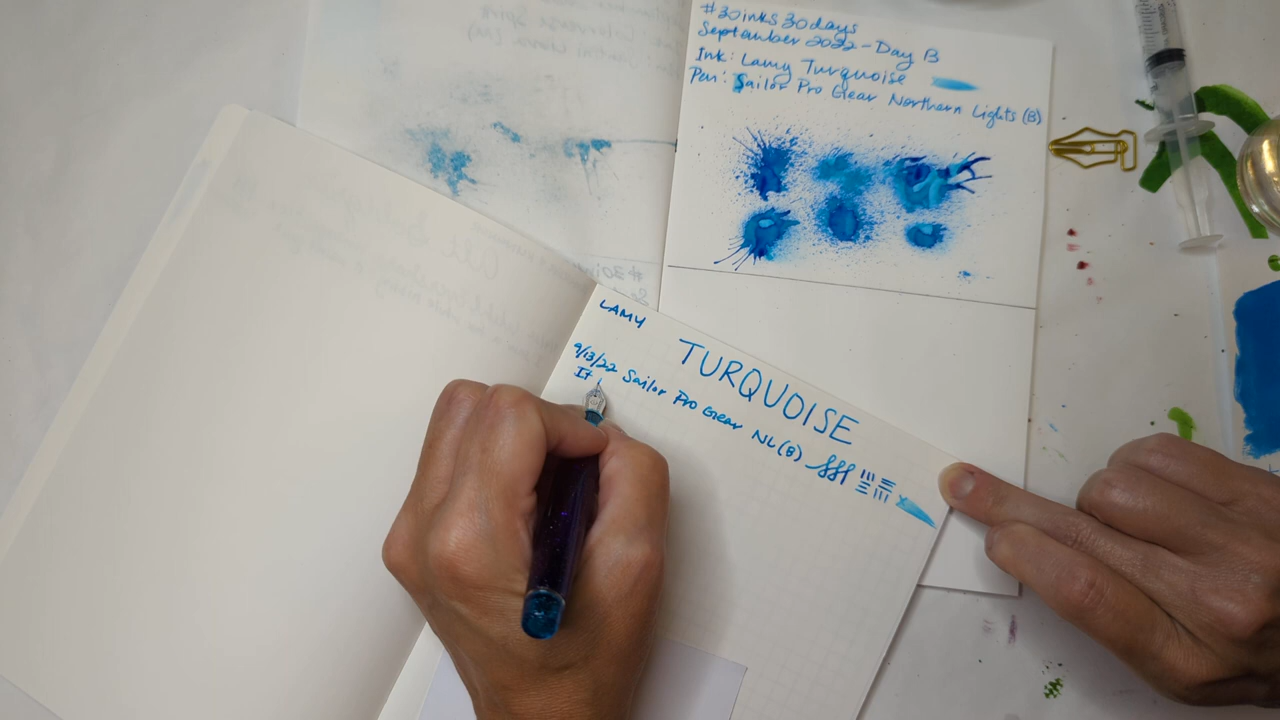 #30inks30days
September 2022 - Day 13
Ink: Lamy Turquoise
Pen: Sailor Pro Gear Northern Lights (B)
LAMY
TURQUOISE
9/13/22 Sailor Pro Gear NL (B)
It